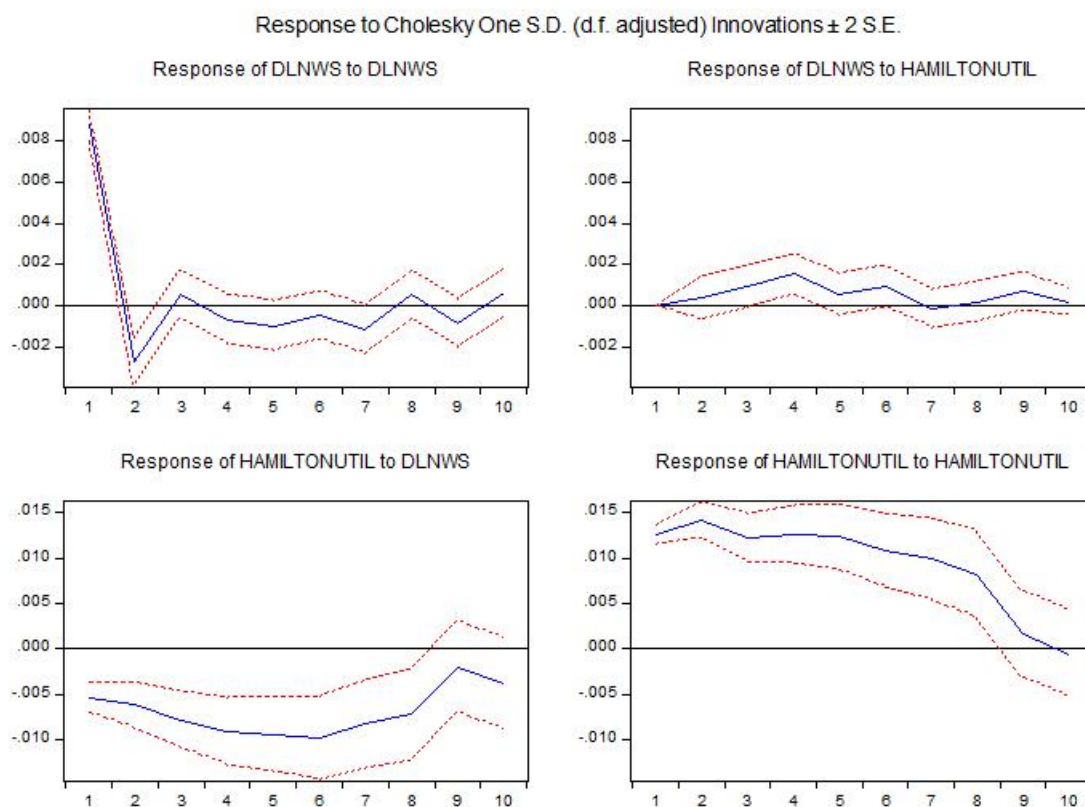 Response to Cholesky One S.D. (d.f. adjusted) Innovations ± 2 S.E.
Response of DLNWS to DLNWS
.008
.006
.004
.002
.000
-.002
1 2 3 4 5 6 7 8 9 10
Response of DLNWS to HAMILTONUTIL
.008
.006
.004
.002
.000
-.002
1 2 3 4 5 6 7 8 9 10
Response of HAMILTONUTIL to DLNWS
.015
.010
.005
.000
-.005
-.010
1 2 3 4 5 6 7 8 9 10
Response of HAMILTONUTIL to HAMILTONUTIL
.015
.010
.005
.000
-.005
-.010
1 2 3 4 5 6 7 8 9 10